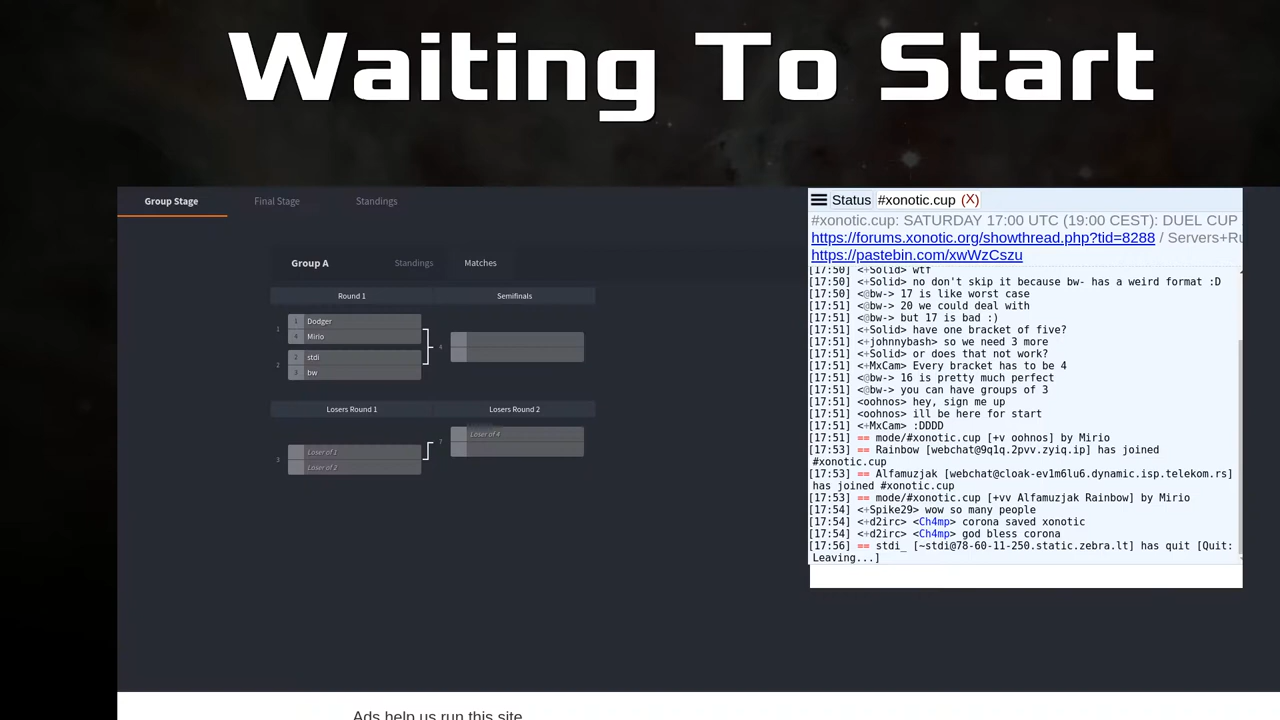 Waiting To Start
Group Stage
Final Stage
Standings
Group A
Standings
Matches
Round 1
Semifinals
1
1 Dodger
4 Mirio
2
2 stdi
3 bw
4
Losers Round 1
Losers Round 2
3
Loser of 1
Loser of 2
7
Loser of 4
Status #xonotic.cup (X)
#xonotic.cup: SATURDAY 17:00 UTC (19:00 CEST): DUEL CUP
https://forums.xonotic.org/showthread.php?tid=8288 / Servers+Ru
https://pastebin.com/xwWzCszu
[17:50] <+Solid> wtf
[17:50] <+Solid> no don't skip it because bw- has a weird format :D
[17:50] <@bw-> 17 is like worst case
[17:51] <@bw-> 20 we could deal with
[17:51] <@bw-> but 17 is bad :)
[17:51] <+Solid> have one bracket of five?
[17:51] <+johnnybash> so we need 3 more
[17:51] <+Solid> or does that not work?
[17:51] <+MxCam> Every bracket has to be 4
[17:51] <@bw-> 16 is pretty much perfect
[17:51] <@bw-> you can have groups of 3
[17:51] <oohnos> hey, sign me up
[17:51] <oohnos> ill be here for start
[17:51] <+MxCam> :DDDD
[17:51] == mode/#xonotic.cup [+v oohnos] by Mirio
[17:53] == Rainbow [webchat@9q1q.2pvv.zyiq.ip] has joined
#xonotic.cup
[17:53] == Alfamuzjak [webchat@cloak-ev1m6lu6.dynamic.isp.telekom.rs]
has joined #xonotic.cup
[17:53] == mode/#xonotic.cup [+vv Alfamuzjak Rainbow] by Mirio
[17:54] <+Spike29> wow so many people
[17:54] <+d2irc> <Ch4mp> corona saved xonotic
[17:54] <+d2irc> <Ch4mp> god bless corona
[17:56] == stdi_ [~stdi@78-60-11-250.static.zebra.lt] has quit [Quit:
Leaving...]
Ads help us run this site